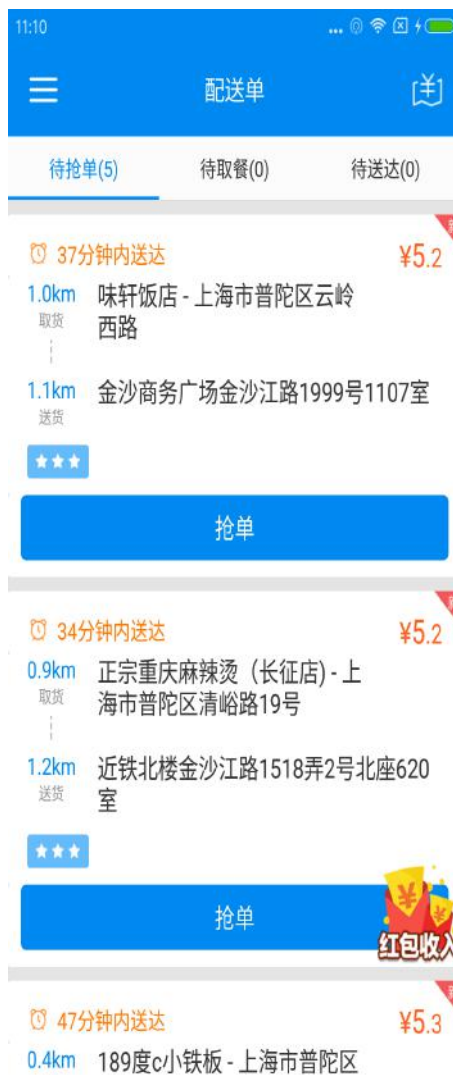 11:10
配送单
待抢单(5) 待取餐(0) 待送达(0)
37分钟内送达 ¥5.2
1.0km 味轩饭店 - 上海市普陀区云岭
取货 西路
1.1km 金沙商务广场金沙江路1999号1107室
送货
抢单
34分钟内送达 ¥5.2
0.9km 正宗重庆麻辣烫（长征店) - 上
取货 海市普陀区清峪路19号
1.2km 近铁北楼金沙江路1518弄2号北座620
送货 室
抢单
红包收入
47分钟内送达 ¥5.3
0.4km 189度c小铁板 - 上海市普陀区